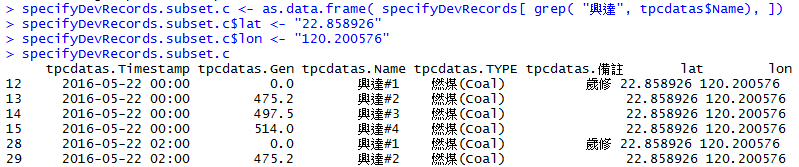 > specifyDevRecords.subset.c <- as.data.frame( specifyDevRecords[ grep( "興達", tpcdatas$Name), ])
> specifyDevRecords.subset.c$lat <- "22.858926"
> specifyDevRecords.subset.c$lon <- "120.200576"
> specifyDevRecords.subset.c
tpcdatas.Timestamp tpcdatas.Gen tpcdatas.Name tpcdatas.TYPE tpcdatas.備註 lat lon
12 2016-05-22 00:00 0.0 興達#1 燃煤(Coal) 歲修 22.858926 120.200576
13 2016-05-22 00:00 475.2 興達#2 燃煤(Coal) 22.858926 120.200576
14 2016-05-22 00:00 497.5 興達#3 燃煤(Coal) 22.858926 120.200576
15 2016-05-22 00:00 514.0 興達#4 燃煤(Coal) 22.858926 120.200576
28 2016-05-22 02:00 0.0 興達#1 燃煤(Coal) 歲修 22.858926 120.200576
29 2016-05-22 02:00 475.2 興達#2 燃煤(Coal) 22.858926 120.200576